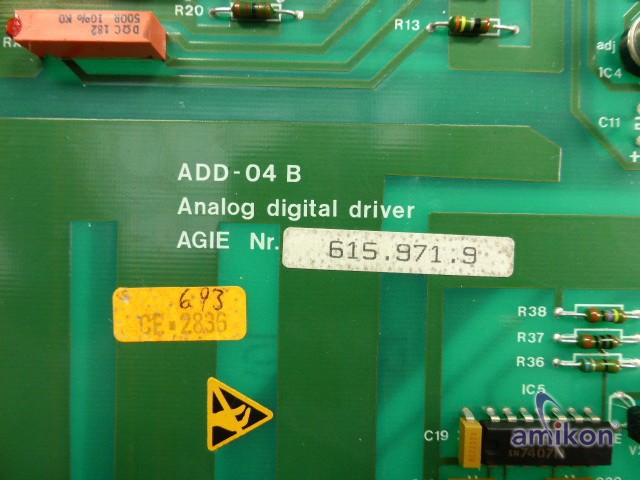 R20
R13
DQC 182
500R 10% K0
adj
IC4
C11
ADD-04 B
Analog digital driver
AGIE Nr. 615.971.9
6.93
CE-2836
R38
R37
R36
IC5
C19
amikon